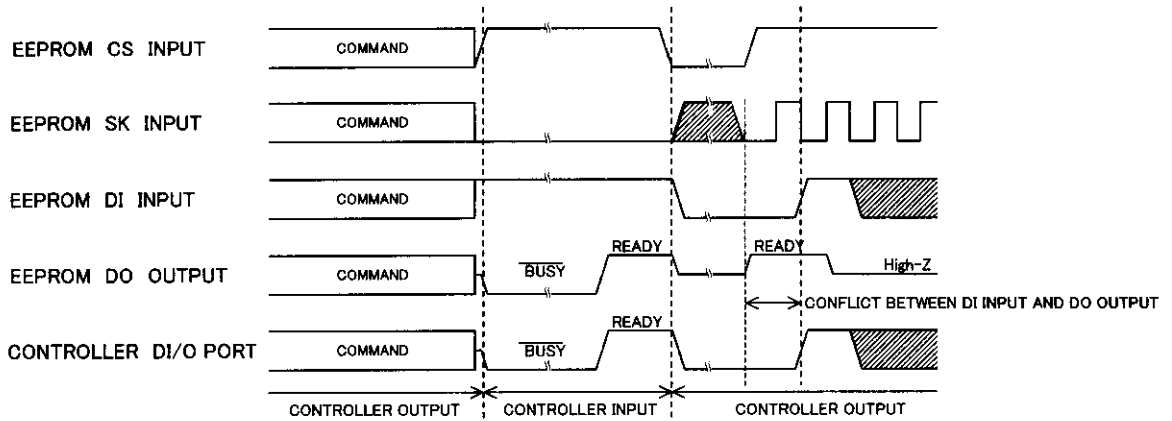 EEPROM CS INPUT COMMAND
EEPROM SK INPUT COMMAND
EEPROM DI INPUT COMMAND
READY READY
EEPROM DO OUTPUT COMMAND BUSY High-Z
CONFLICT BETWEEN DI INPUT AND DO OUTPUT
READY
CONTROLLER DI/O PORT COMMAND BUSY
CONTROLLER OUTPUT CONTROLLER INPUT CONTROLLER OUTPUT